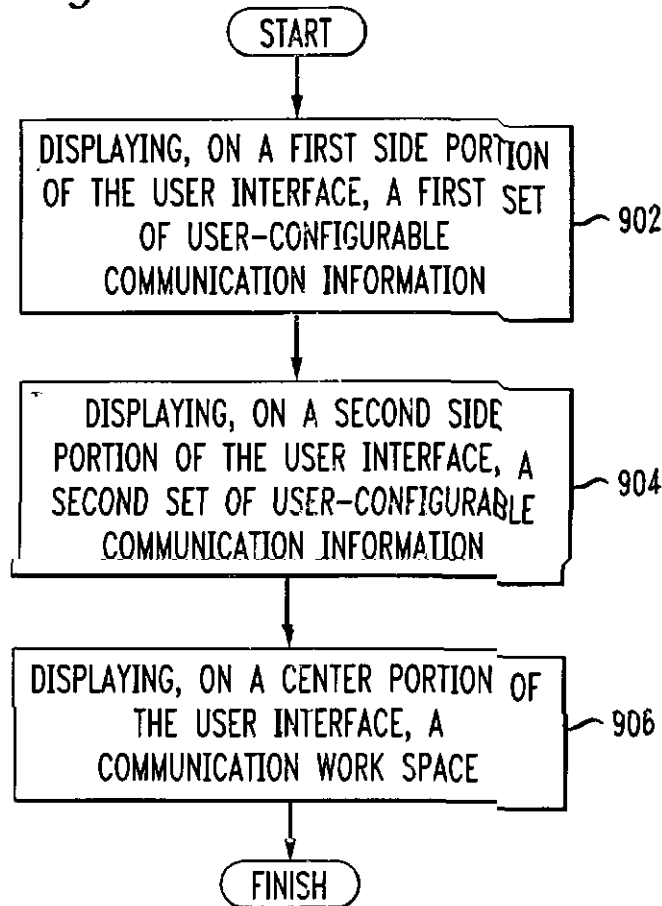 START
DISPLAYING, ON A FIRST SIDE PORTION
OF THE USER INTERFACE, A FIRST SET
OF USER-CONFIGURABLE
COMMUNICATION INFORMATION
902
DISPLAYING, ON A SECOND SIDE
PORTION OF THE USER INTERFACE, A
SECOND SET OF USER-CONFIGURABLE
COMMUNICATION INFORMATION
904
DISPLAYING, ON A CENTER PORTION OF
THE USER INTERFACE, A
COMMUNICATION WORK SPACE
906
FINISH